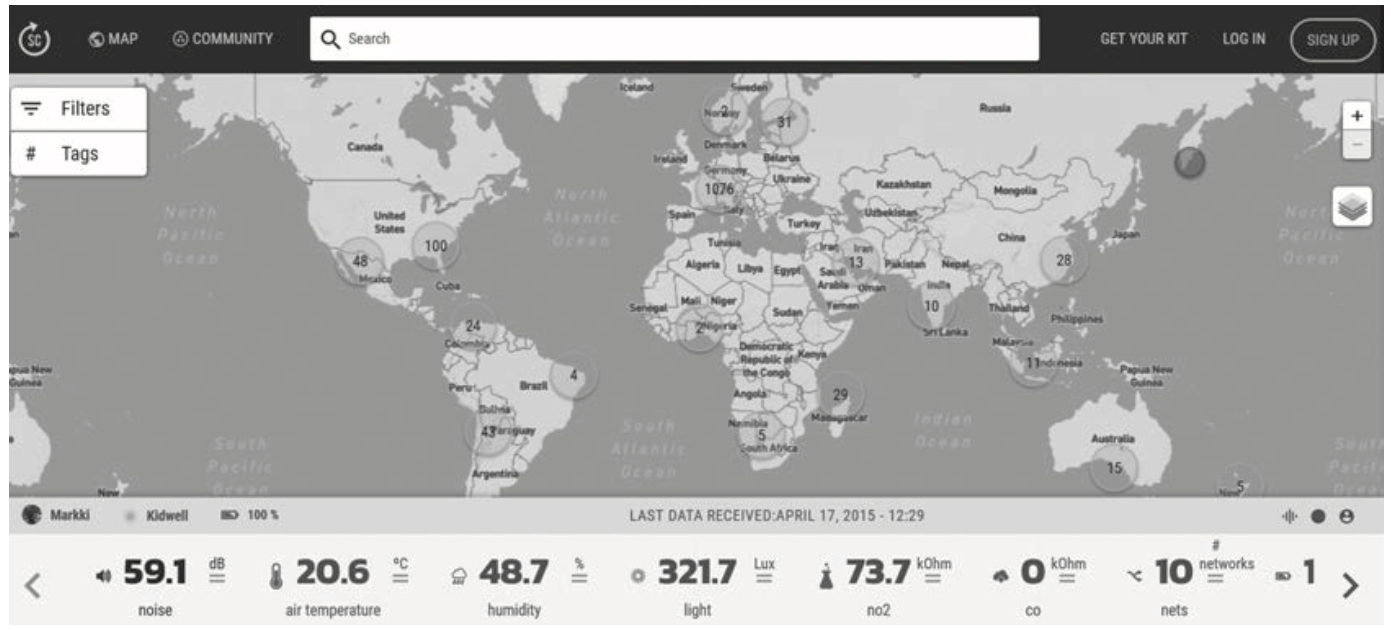 SC MAP COMMUNITY Search GET YOUR KIT LOG IN SIGN UP
Filters
# Tags
+
−
Iceland
Sweden
Norway
2
31
Russia
Canada
Denmark
Ireland
Belarus
Germany
Ukraine
1076
Kazakhstan
Mongolia
North
Atlantic
Ocean
United
States
Spain
Italy
Turkey
Uzbekistan
North
Pacific
Ocean
100
48
Mexico
Cuba
Tunisia
Algeria
Libya
Egypt
Iraq
Iran
13
Saudi
Arabia
Oman
Pakistan
Nepal
China
28
Japan
North
Pacific
Ocean
Senegal
Mali
Niger
Sudan
Yemen
India
10
Thailand
Philippines
24
Colombia
2
Nigeria
Sri Lanka
Malaysia
11
Indonesia
Papua New
Guinea
Papua New
Guinea
Democratic
Republic of
the Congo
Kenya
Peru
Brazil
4
Angola
29
Madagascar
Bolivia
43
Paraguay
South
Atlantic
Ocean
Namibia
5
South Africa
Indian
Ocean
Australia
15
South
Pacific
Ocean
Argentina
New
New
5
South
Markki Kidwell 100 % LAST DATA RECEIVED:APRIL 17, 2015 - 12:29
59.1 dB
noise
20.6 °C
air temperature
48.7 %
humidity
321.7 Lux
light
73.7 kOhm
no2
0 kOhm
co
10 # networks
nets
1